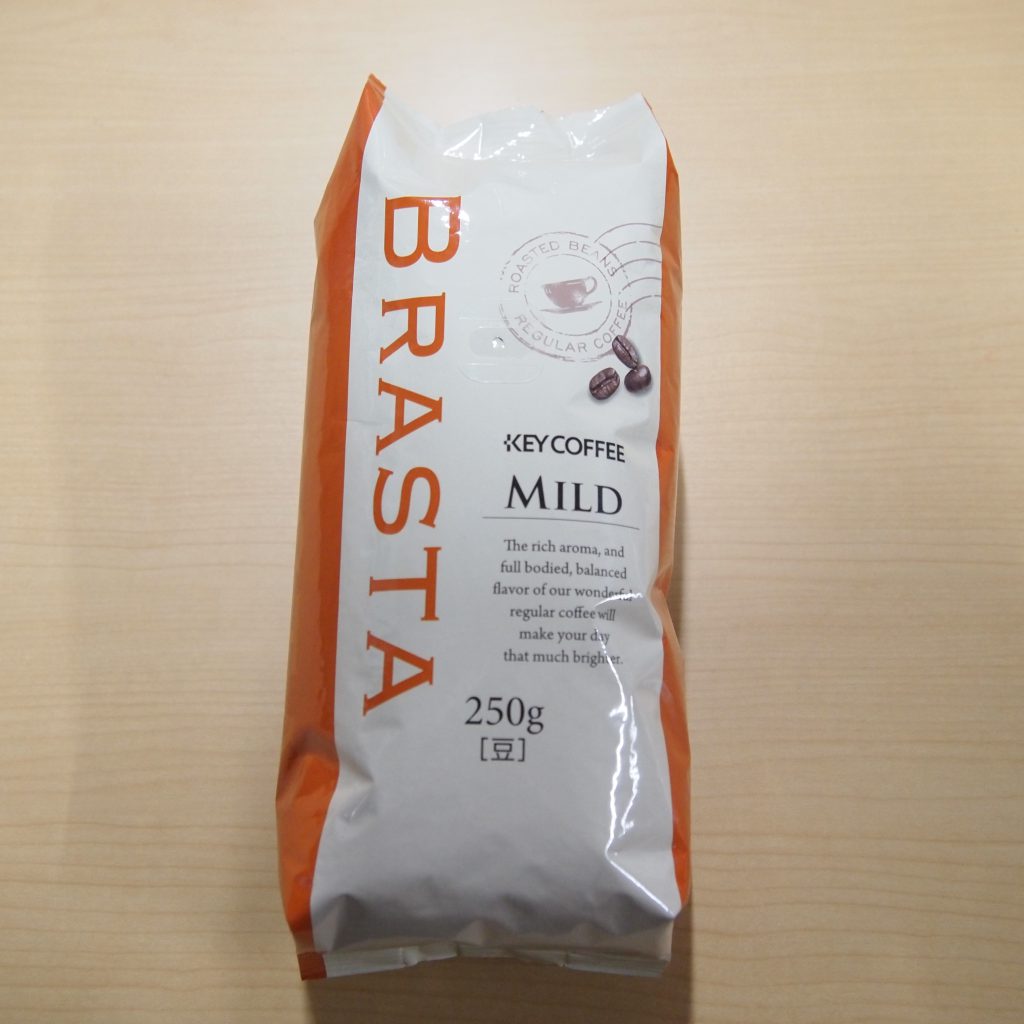 BRASTA
ROASTED BEANS
REGULAR COFFEE
KEY COFFEE
MILD
The rich aroma, and
full bodied, balanced
flavor of our wonderful
regular coffee will
make your day
that much brighter.
250g
[豆]